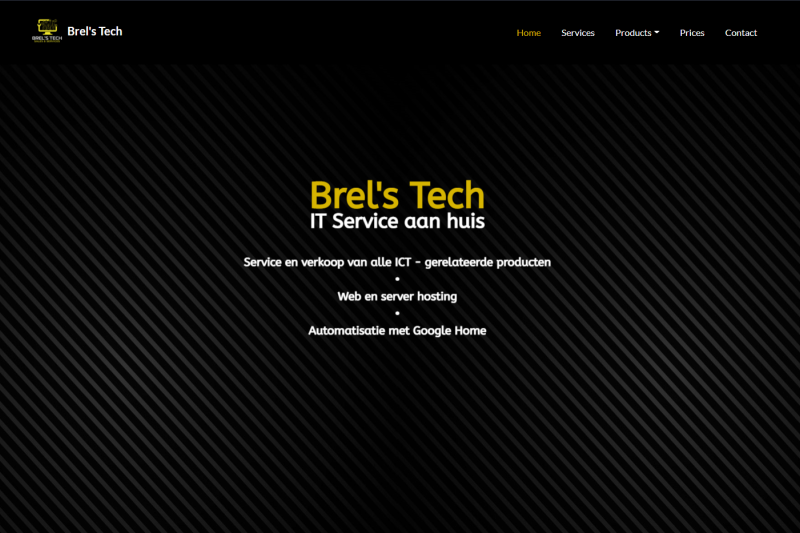 BREL'S TECH
Brel's Tech
Home
Services
Products
Prices
Contact
Brel's Tech
IT Service aan huis
Service en verkoop van alle ICT - gerelateerde producten
•
Web en server hosting
•
Automatisatie met Google Home